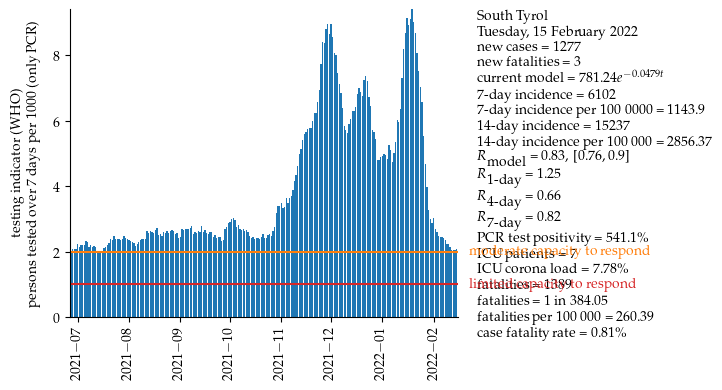 South Tyrol
Tuesday, 15 February 2022
new cases = 1277
new fatalities = 3
current model = 781.24e^{-0.0479t}
7-day incidence = 6102
7-day incidence per 100 0000 = 1143.9
14-day incidence = 15237
14-day incidence per 100 000 = 2856.37
R_model = 0.83, [0.76, 0.9]
R_1-day = 1.25
R_4-day = 0.66
R_7-day = 0.82
PCR test positivity = 541.1%
moderate capacity to respond
ICU patients = 7
ICU corona load = 7.78%
limited capacity to respond
fatalities = 1389
fatalities = 1 in 384.05
fatalities per 100 000 = 260.39
case fatality rate = 0.81%
testing indicator (WHO)
persons tested over 7 days per 1000 (only PCR)
8
6
4
2
0
2021-07
2021-08
2021-09
2021-10
2021-11
2021-12
2022-01
2022-02